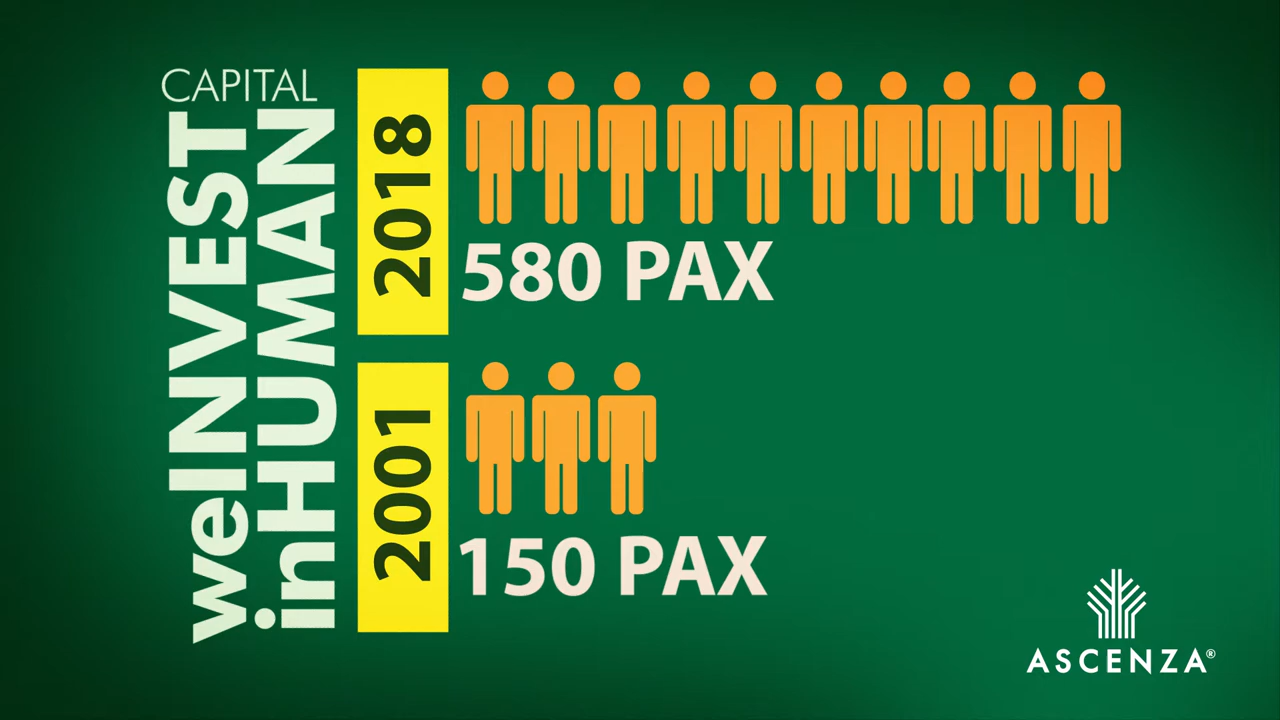 weINVEST
inHUMAN
CAPITAL
2018
580 PAX
2001
150 PAX
ASCENZA®